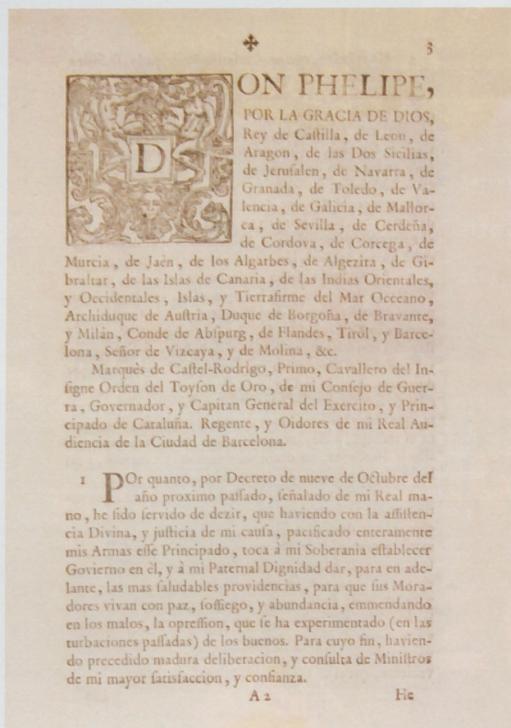 ✠ 3
DON PHELIPE,
POR LA GRACIA DE DIOS,
Rey de Caſtilla, de Leon, de
Aragon, de las Dos Sicilias,
de Jeruſalen, de Navarra, de
Granada, de Toledo, de Va-
lencia, de Galicia, de Mallor-
ca, de Sevilla, de Cerdeña,
de Cordova, de Corcega, de
Murcia, de Jaèn, de los Algarbes, de Algezira, de Gi-
braltar, de las Islas de Canaria, de las Indias Orientales,
y Occidentales, Islas, y Tierrafirme del Mar Occeano,
Archiduque de Auſtria, Duque de Borgoña, de Bravante,
y Milàn, Conde de Abſpurg, de Flandes, Tirol, y Barce-
lona, Señor de Vizcaya, y de Molina, &c.
Marquès de Caſtel-Rodrigo, Primo, Cavallero del In-
ſigne Orden del Toyſon de Oro, de mi Conſejo de Guer-
ra, Governador, y Capitan General del Exercito, y Prin-
cipado de Cataluña. Regente, y Oidores de mi Real Au-
diencia de la Ciudad de Barcelona.
1 POr quanto, por Decreto de nueve de Octubre del
año proximo paſſado, ſeñalado de mi Real ma-
no, he ſido ſervido de dezir, que haviendo con la aſſiſten-
cia Divina, y juſticia de mi cauſa, pacificado enteramente
mis Armas eſſe Principado, toca à mi Soberania eſtablecer
Govierno en èl, y à mi Paternal Dignidad dar, para en ade-
lante, las mas ſaludables providencias, para que ſus Mora-
dores vivan con paz, ſoſſiego, y abundancia, emmendando
en los malos, la opreſſion, que ſe ha experimentado (en las
turbaciones paſſadas) de los buenos. Para cuyo fin, havien-
do precedido madura deliberacion, y conſulta de Miniſtros
de mi mayor ſatisfaccion, y confianza.
A 2 He